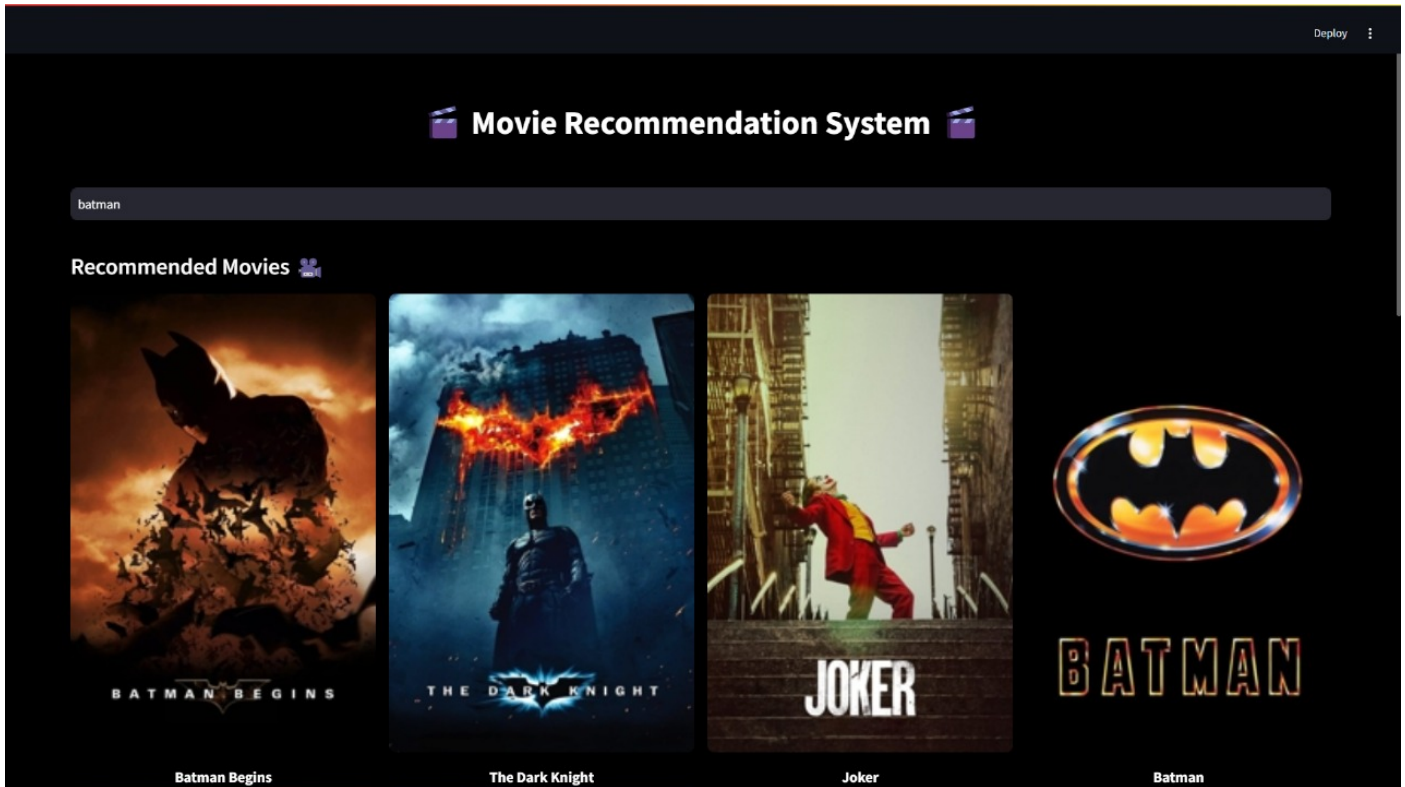 Deploy
Movie Recommendation System
batman
Recommended Movies
BATMAN BEGINS
THE DARK KNIGHT
JOKER
BATMAN
Batman Begins
The Dark Knight
Joker
Batman